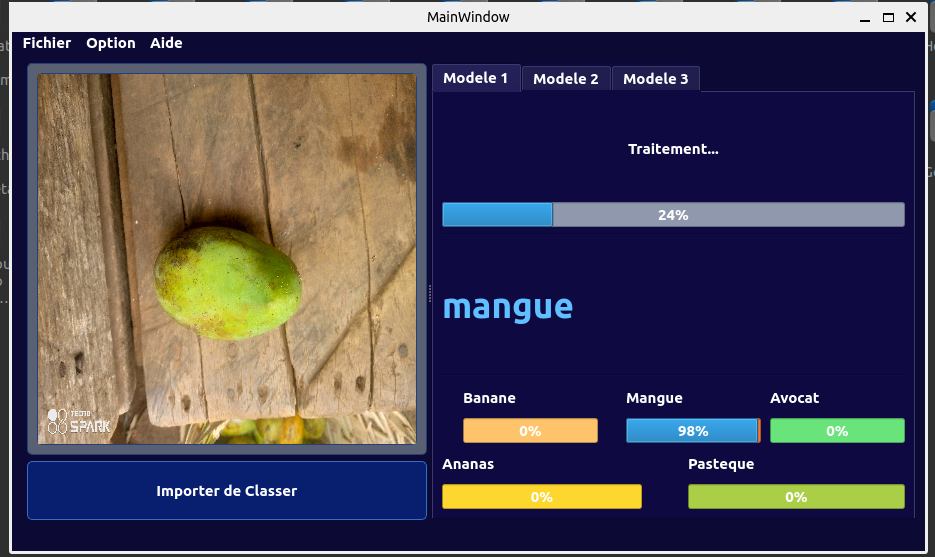 MainWindow
Fichier Option Aide
Modele 1 Modele 2 Modele 3
Traitement...
24%
mangue
Banane Mangue Avocat
0% 98% 0%
Ananas Pasteque
0% 0%
TECNO
SPARK
Importer de Classer